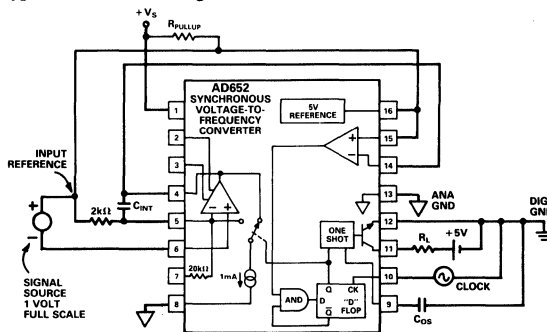 +VS
RPULLUP
AD652
SYNCHRONOUS
VOLTAGE-TO-
FREQUENCY
CONVERTER
5V
REFERENCE
1
2
3
4
5
6
7
8
16
15
14
13
12
11
10
9
INPUT
REFERENCE
CINT
2kΩ
+
−
SIGNAL
SOURCE
1 VOLT
FULL SCALE
− +
20kΩ
1mA
+
−
ONE
SHOT
AND
Q CK
D "D"
FLOP
Q̅
ANA
GND
DIG
GND
RL
+5V
CLOCK
COS